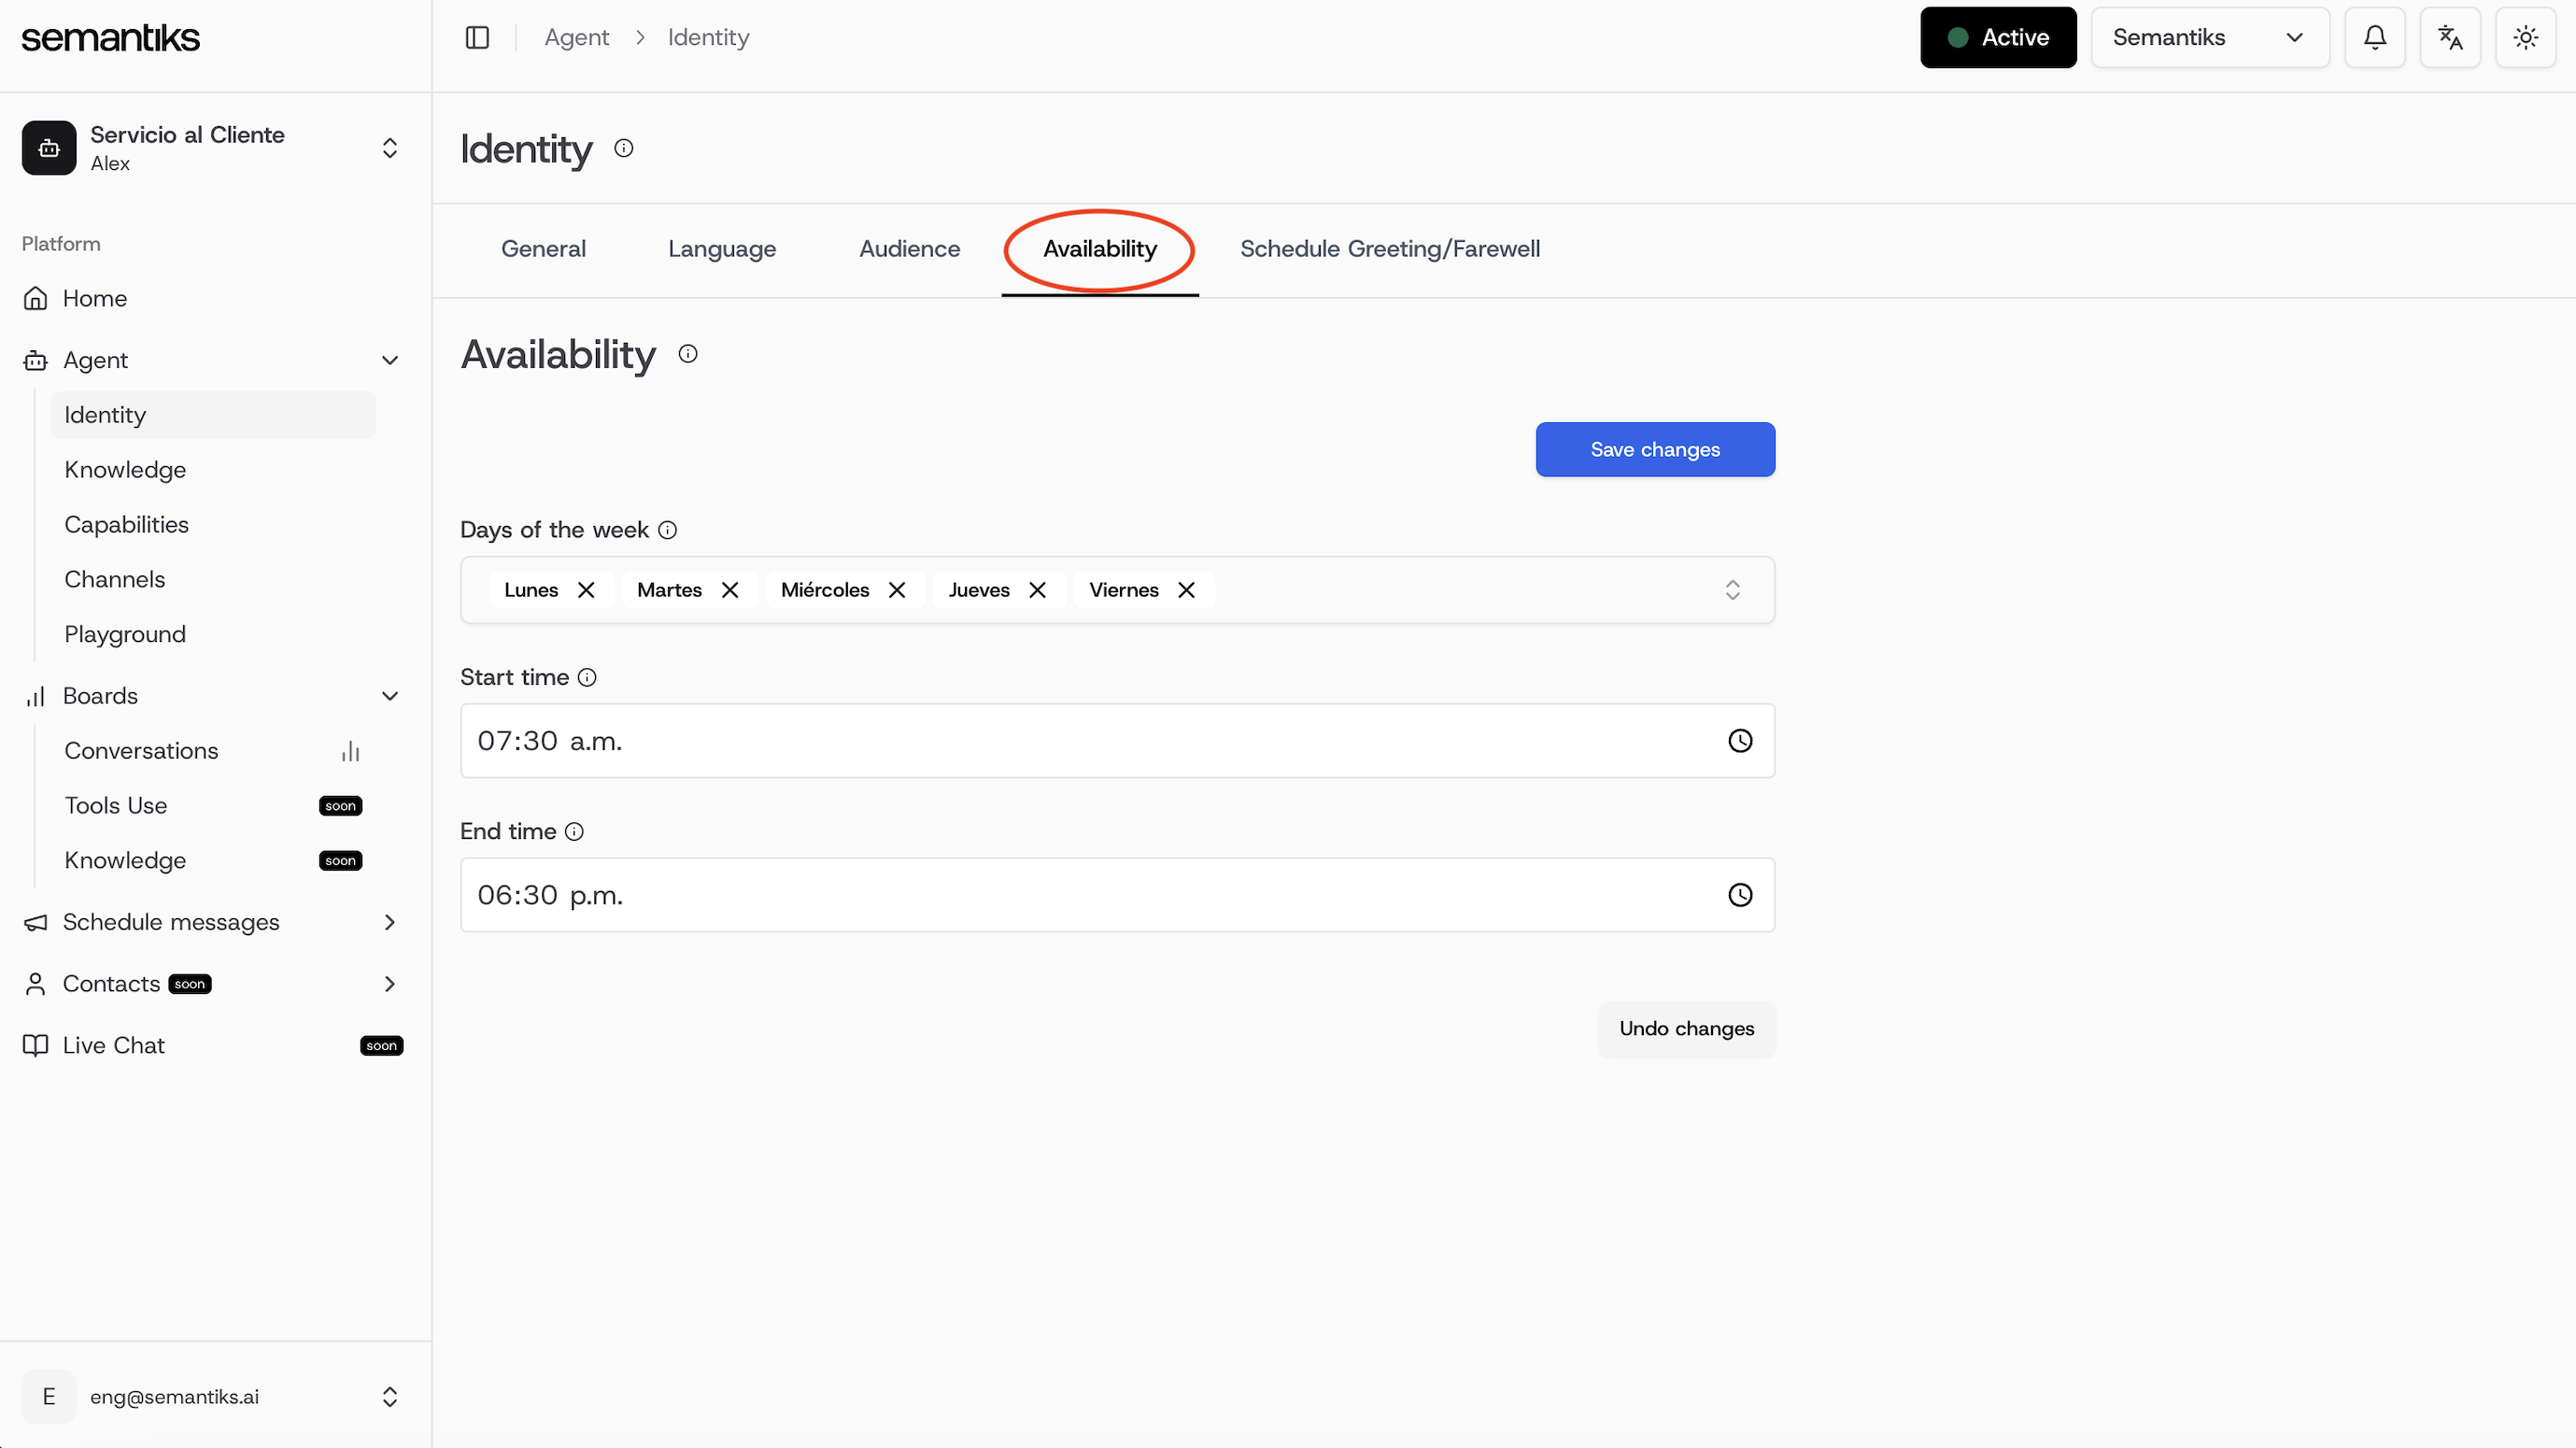 semantiks
Agent > Identity
Active
Semantiks
Servicio al Cliente
Alex
Platform
Home
Agent
Identity
Knowledge
Capabilities
Channels
Playground
Boards
Conversations
Tools Use soon
Knowledge soon
Schedule messages
Contacts soon
Live Chat soon
E eng@semantiks.ai
Identity
General Language Audience Availability Schedule Greeting/Farewell
Availability
Save changes
Days of the week
Lunes Martes Miércoles Jueves Viernes
Start time
07:30 a.m.
End time
06:30 p.m.
Undo changes